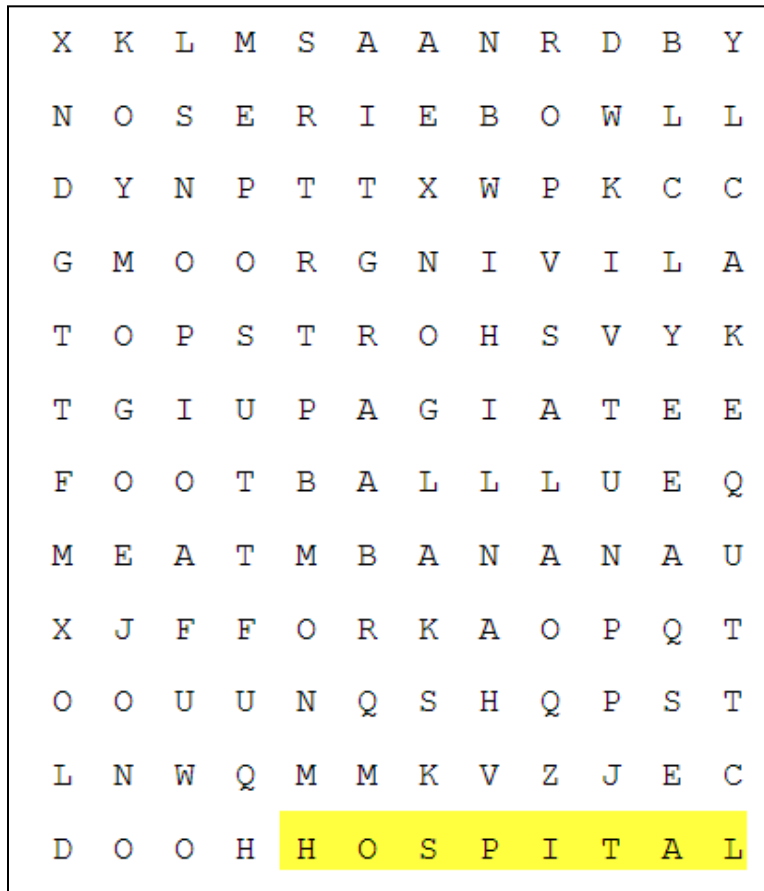 X K L M S A A N R D B Y
N O S E R I E B O W L L
D Y N P T T X W P K C C
G M O O R G N I V I L A
T O P S T R O H S V Y K
T G I U P A G I A T E E
F O O T B A L L L U E Q
M E A T M B A N A N A U
X J F F O R K A O P Q T
O O U U N Q S H Q P S T
L N W Q M M K V Z J E C
D O O H H O S P I T A L